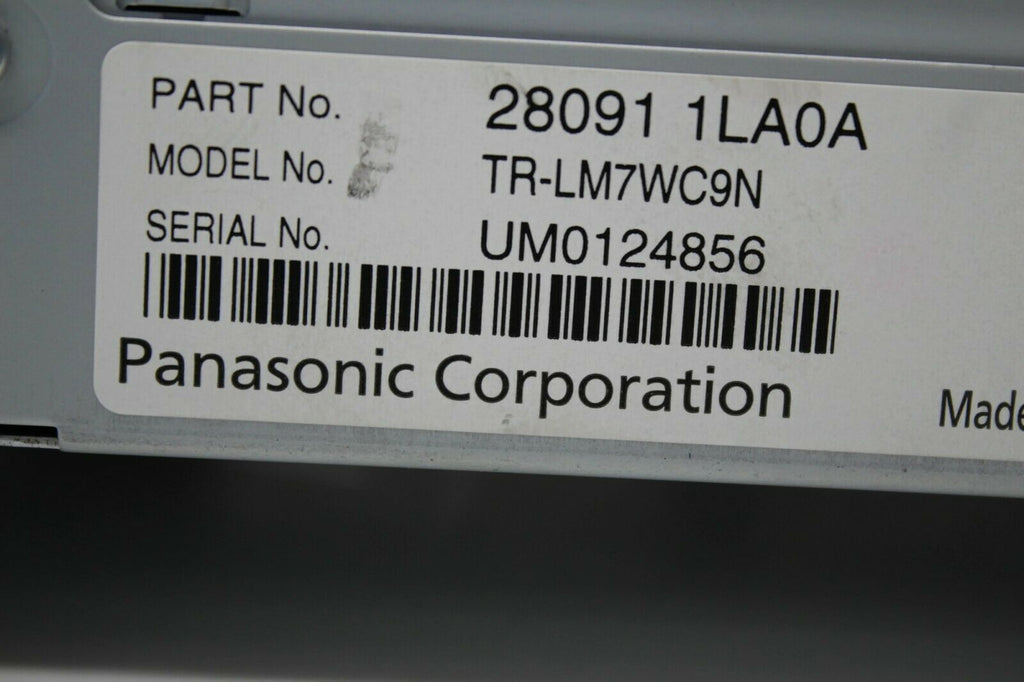 PART No. 28091 1LA0A
MODEL No. TR-LM7WC9N
SERIAL No. UM0124856
Panasonic Corporation
Made